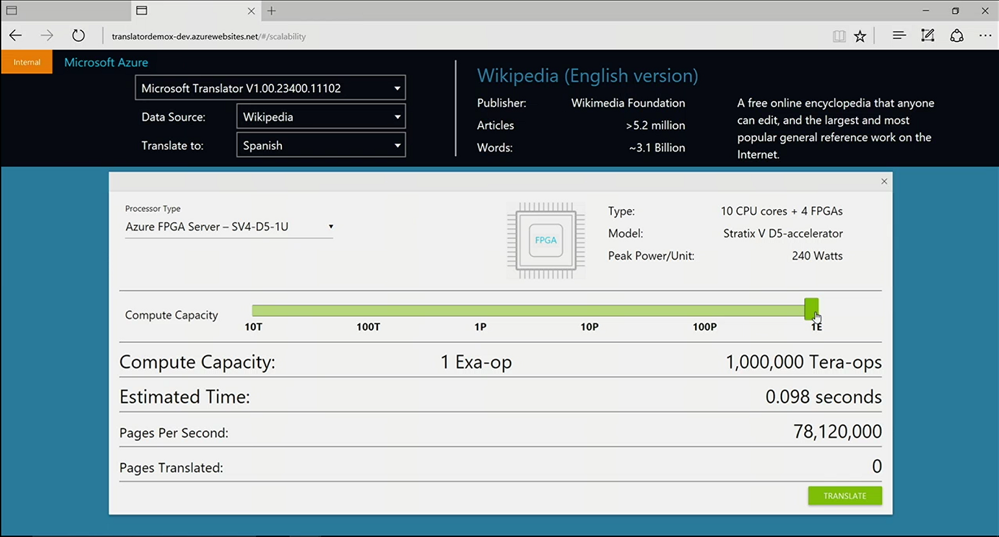 translatordemox-dev.azurewebsites.net/#/scalability
Internal
Microsoft Azure
Microsoft Translator V1.00.23400.11102
Data Source: Wikipedia
Translate to: Spanish
Wikipedia (English version)
Publisher: Wikimedia Foundation
Articles >5.2 million
Words: ~3.1 Billion
A free online encyclopedia that anyone
can edit, and the largest and most
popular general reference work on the
Internet.
Processor Type
Azure FPGA Server – SV4-D5-1U
FPGA
Type: 10 CPU cores + 4 FPGAs
Model: Stratix V D5-accelerator
Peak Power/Unit: 240 Watts
Compute Capacity
10T 100T 1P 10P 100P 1E
Compute Capacity: 1 Exa-op 1,000,000 Tera-ops
Estimated Time: 0.098 seconds
Pages Per Second: 78,120,000
Pages Translated: 0
TRANSLATE